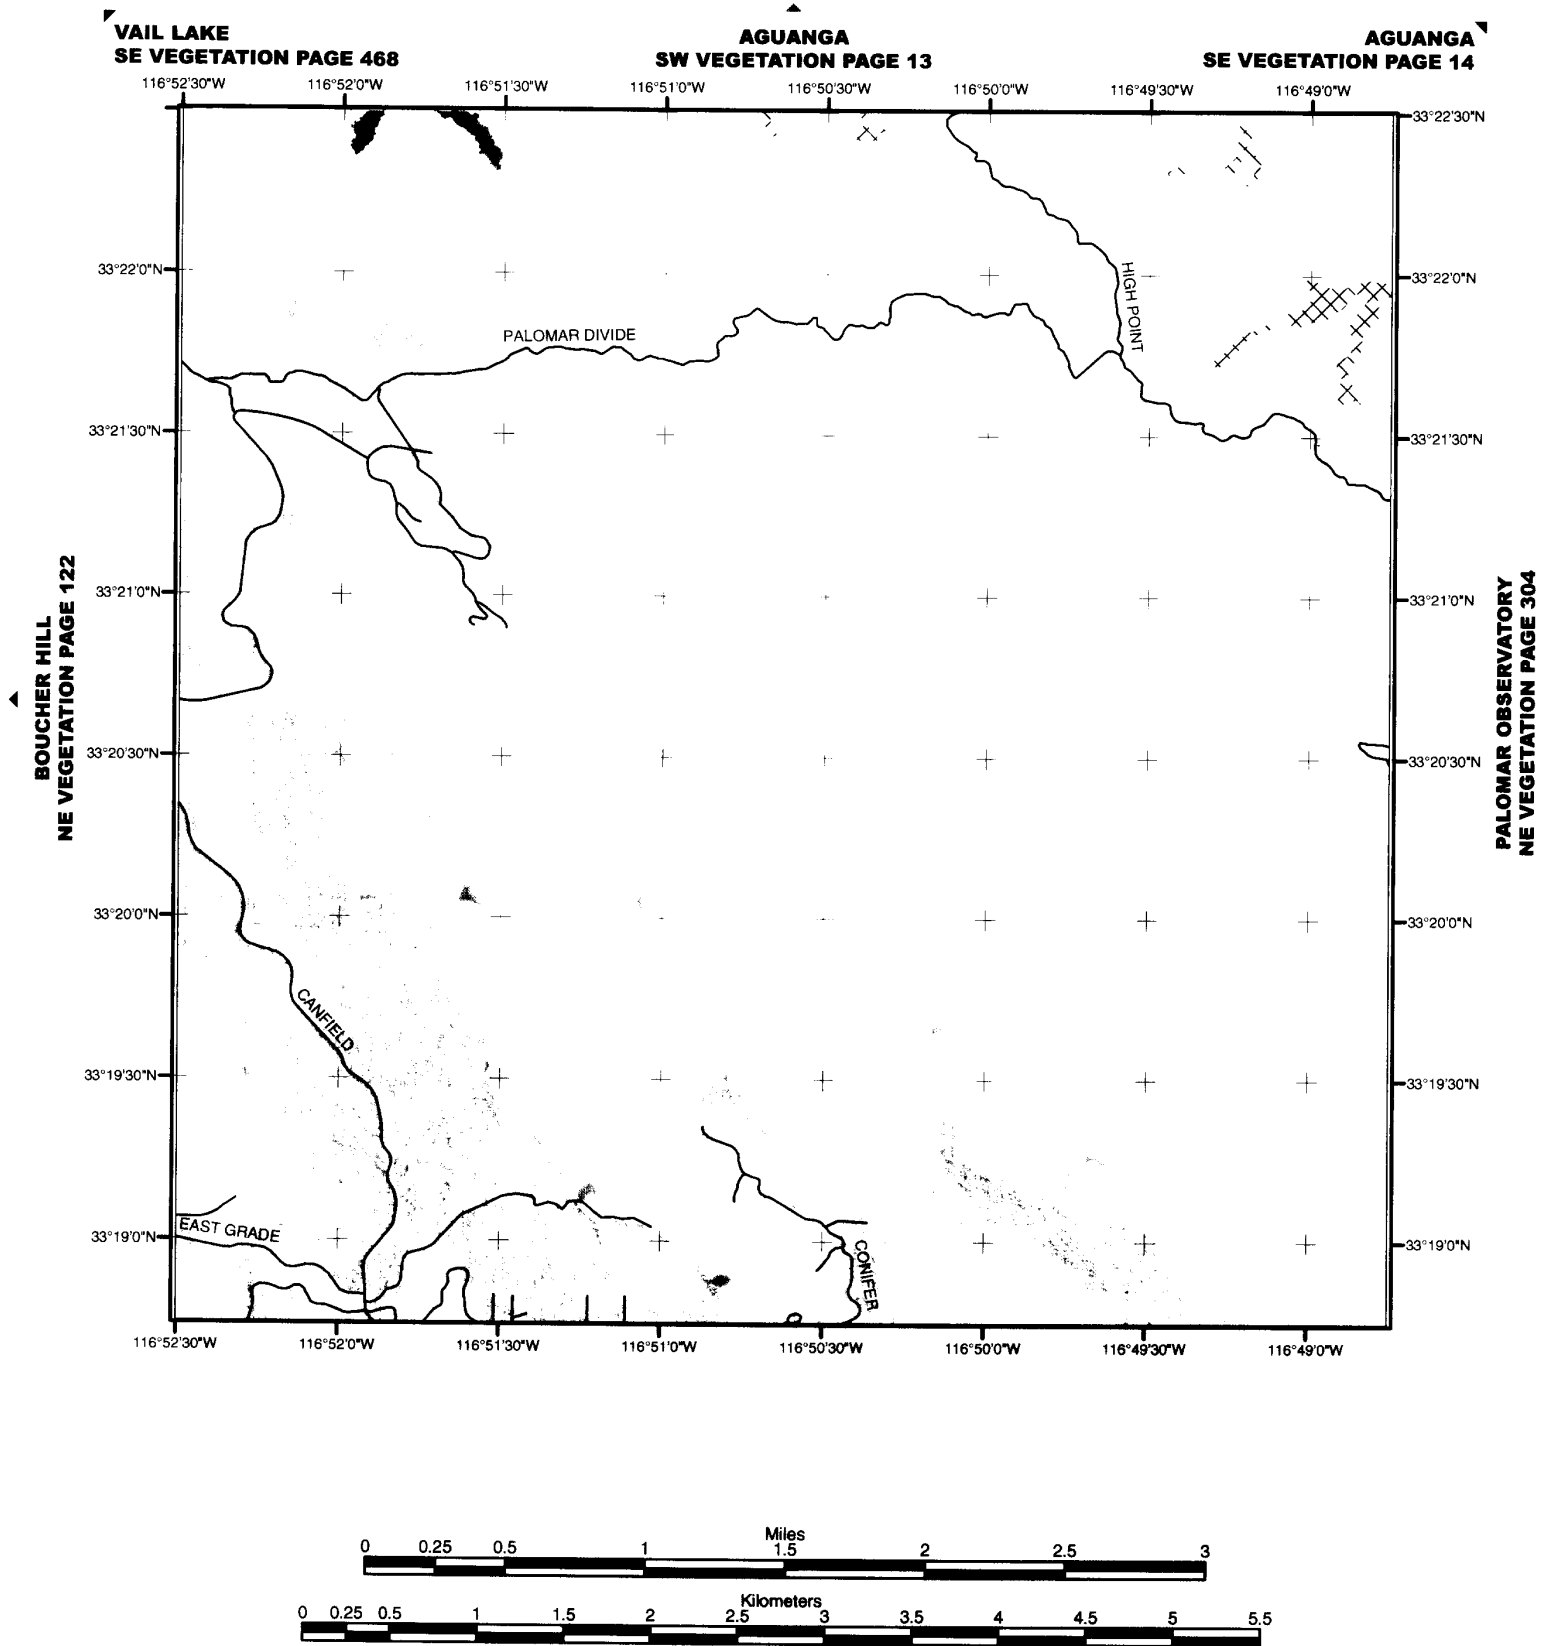 VAIL LAKE
SE VEGETATION PAGE 468
AGUANGA
SW VEGETATION PAGE 13
AGUANGA
SE VEGETATION PAGE 14
116°52'30"W
116°52'0"W
116°51'30"W
116°51'0"W
116°50'30"W
116°50'0"W
116°49'30"W
116°49'0"W
33°22'30"N
33°22'0"N
33°22'0"N
HIGH POINT
PALOMAR DIVIDE
33°21'30"N
33°21'30"N
33°21'0"N
33°21'0"N
BOUCHER HILL
NE VEGETATION PAGE 122
PALOMAR OBSERVATORY
NE VEGETATION PAGE 304
33°20'30"N
33°20'30"N
33°20'0"N
33°20'0"N
CANFIELD
33°19'30"N
33°19'30"N
EAST GRADE
33°19'0"N
33°19'0"N
CONIFER
116°52'30"W
116°52'0"W
116°51'30"W
116°51'0"W
116°50'30"W
116°50'0"W
116°49'30"W
116°49'0"W
Miles
0 0.25 0.5 1 1.5 2 2.5 3
Kilometers
0 0.25 0.5 1 1.5 2 2.5 3 3.5 4 4.5 5 5.5